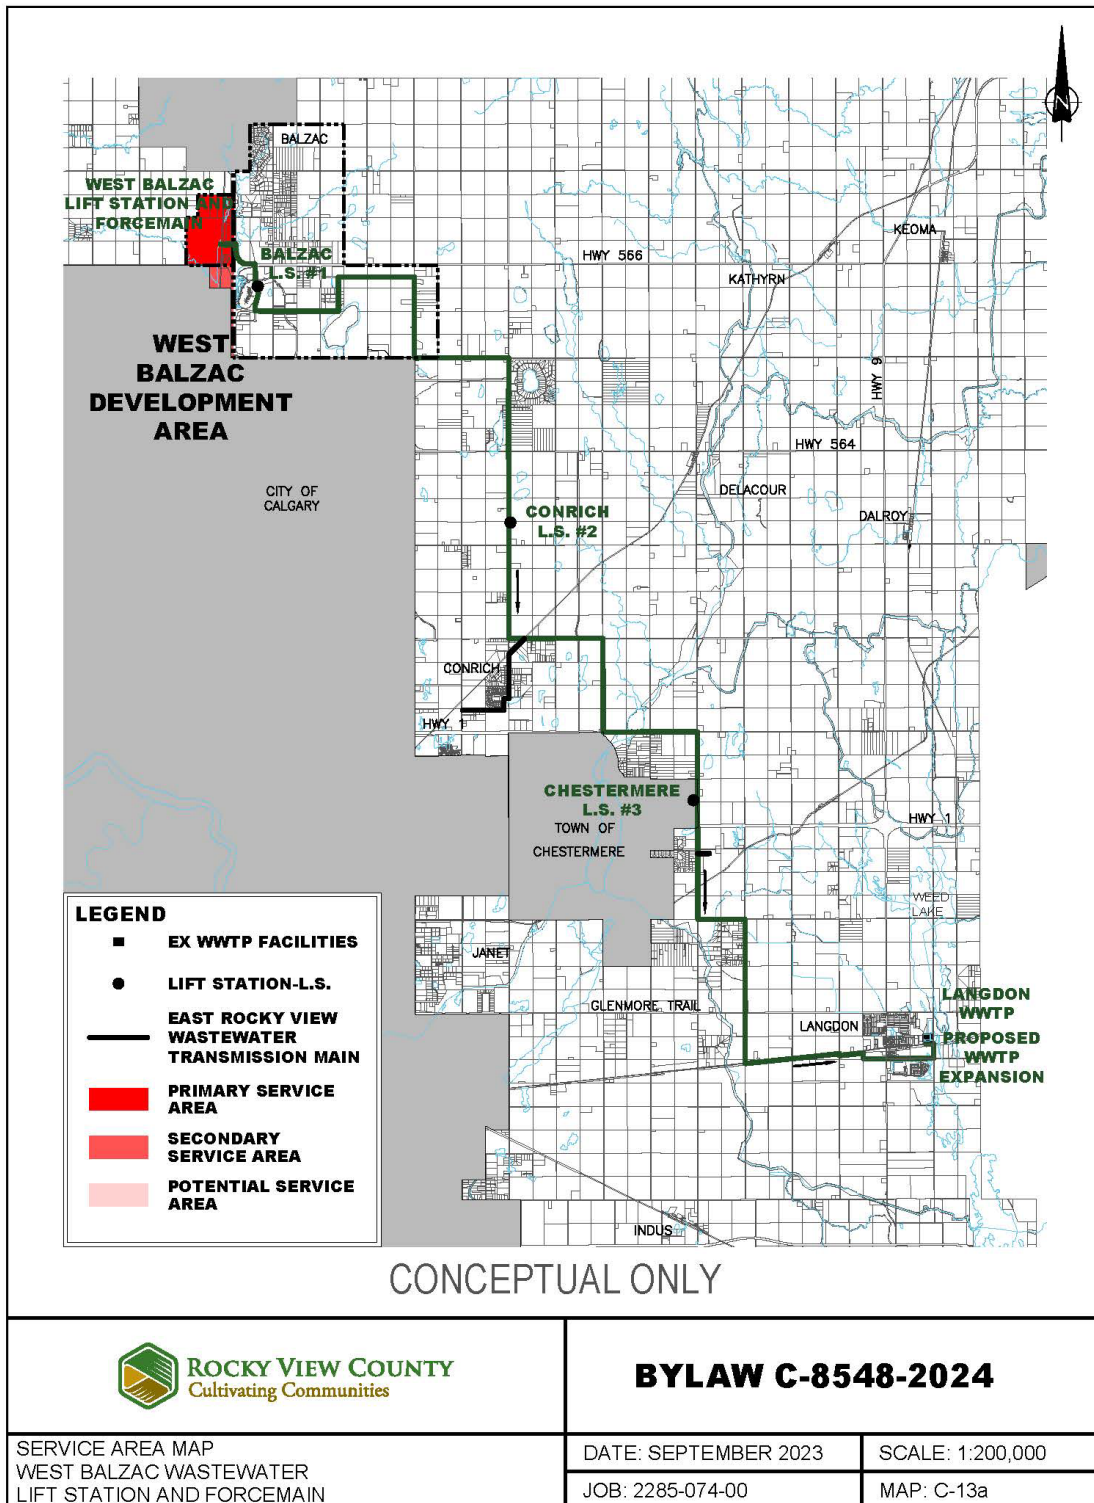 N
BALZAC
WEST BALZAC
LIFT STATION AND
FORCEMAIN
BALZAC
L.S. #1
HWY 566
KEOMA
KATHYRN
WEST
BALZAC
DEVELOPMENT
AREA
HWY 9
HWY 564
CITY OF
CALGARY
DELACOUR
CONRICH
L.S. #2
DALROY
CONRICH
HWY 1
CHESTERMERE
L.S. #3
TOWN OF
CHESTERMERE
HWY 1
WEED
LAKE
JANET
GLENMORE TRAIL
LANGDON
LANGDON
WWTP
PROPOSED
WWTP
EXPANSION
INDUS
LEGEND
EX WWTP FACILITIES
LIFT STATION-L.S.
EAST ROCKY VIEW
WASTEWATER
TRANSMISSION MAIN
PRIMARY SERVICE
AREA
SECONDARY
SERVICE AREA
POTENTIAL SERVICE
AREA
CONCEPTUAL ONLY
ROCKY VIEW COUNTY
Cultivating Communities
BYLAW C-8548-2024
SERVICE AREA MAP
WEST BALZAC WASTEWATER
LIFT STATION AND FORCEMAIN
DATE: SEPTEMBER 2023
SCALE: 1:200,000
JOB: 2285-074-00
MAP: C-13a